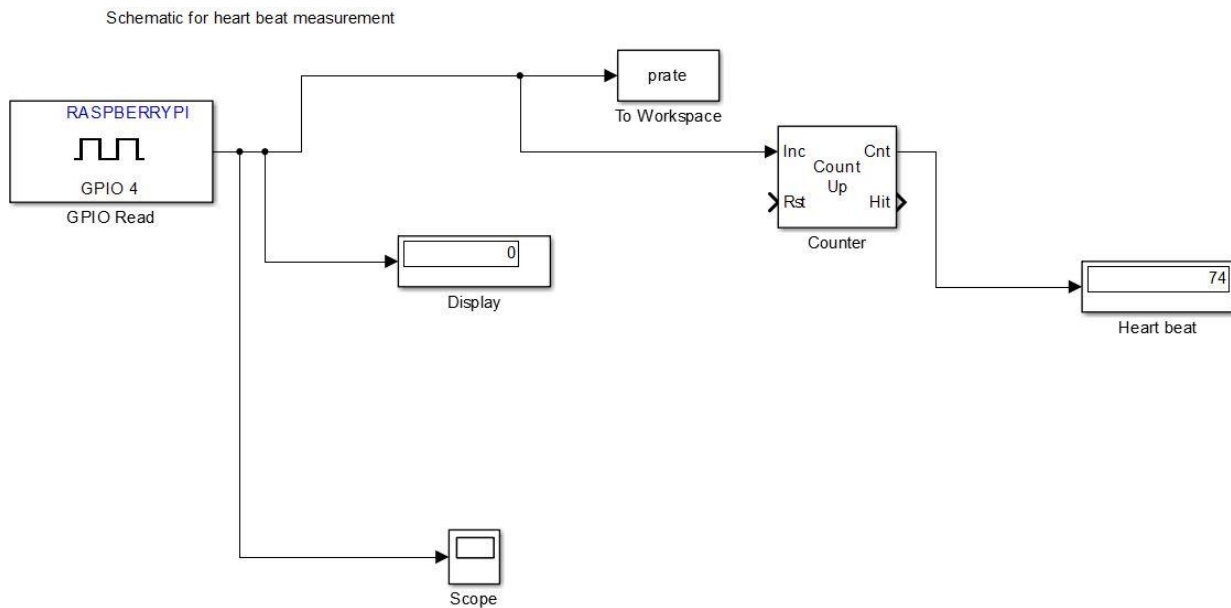 Schematic for heart beat measurement
RASPBERRYPI
GPIO 4
GPIO Read
prate
To Workspace
Inc
Cnt
Count
Up
Rst
Hit
Counter
0
Display
74
Heart beat
Scope